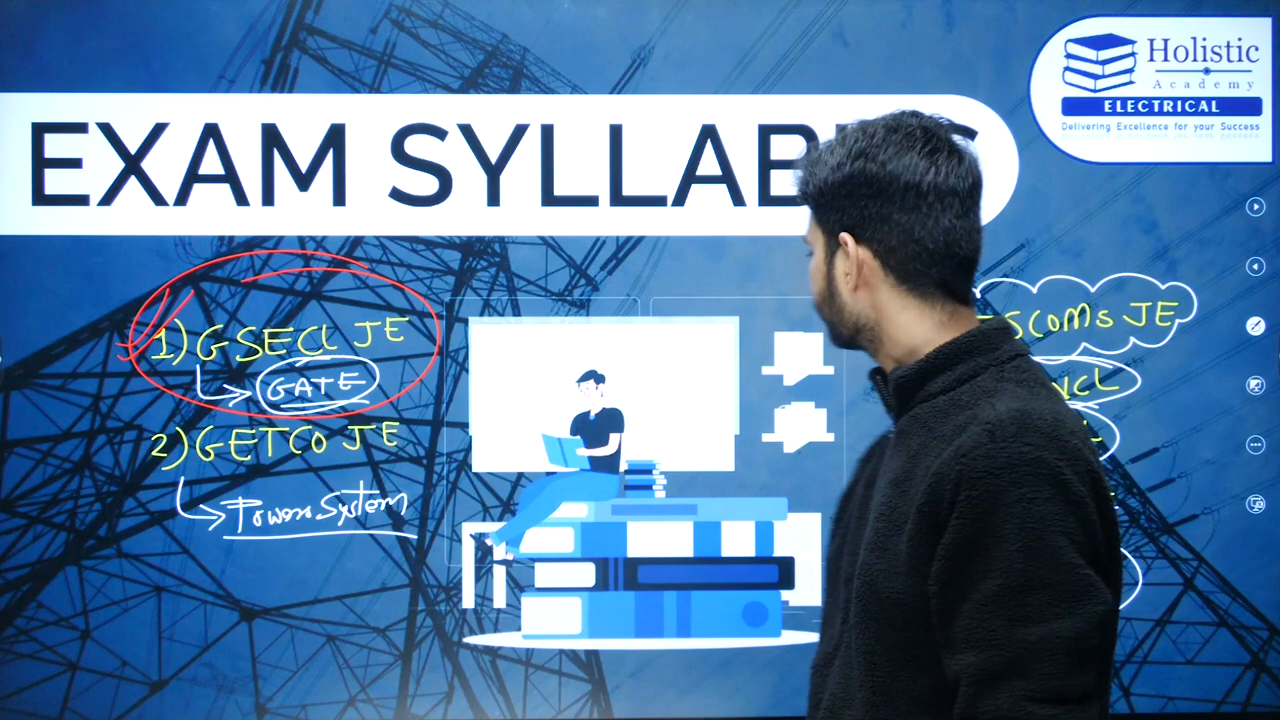 Holistic
Academy
ELECTRICAL
Delivering Excellence for your Success
EXAM SYLLAB
1) GSECL JE
GATE
2) GETCO JE
Power System
SCOMs JE
VCL